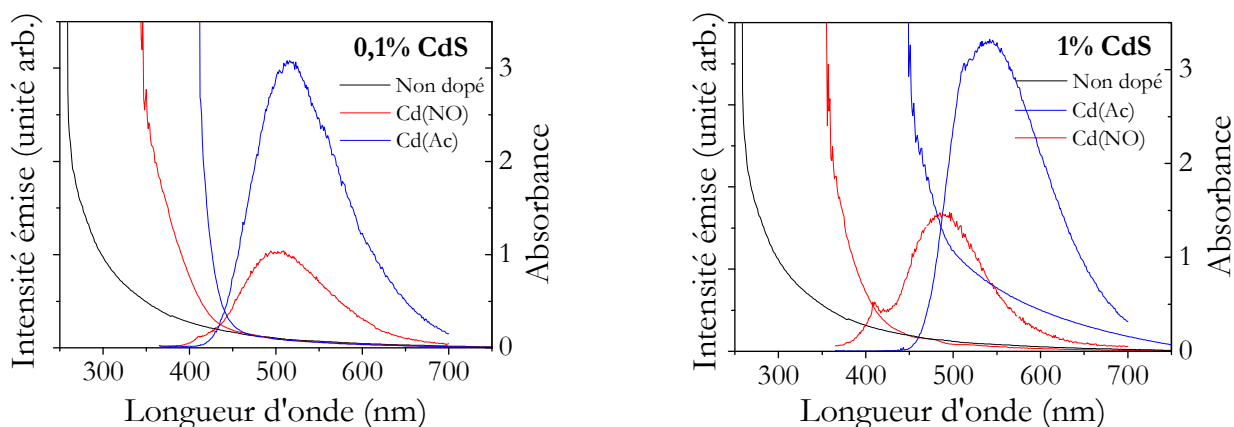 0,1% CdS
Non dopé
Cd(NO)
Cd(Ac)
Intensité émise (unité arb.)
Absorbance
3
2
1
0
300 400 500 600 700
Longueur d'onde (nm)
1% CdS
Non dopé
Cd(Ac)
Cd(NO)
Intensité émise (unité arb.)
Absorbance
3
2
1
0
300 400 500 600 700
Longueur d'onde (nm)